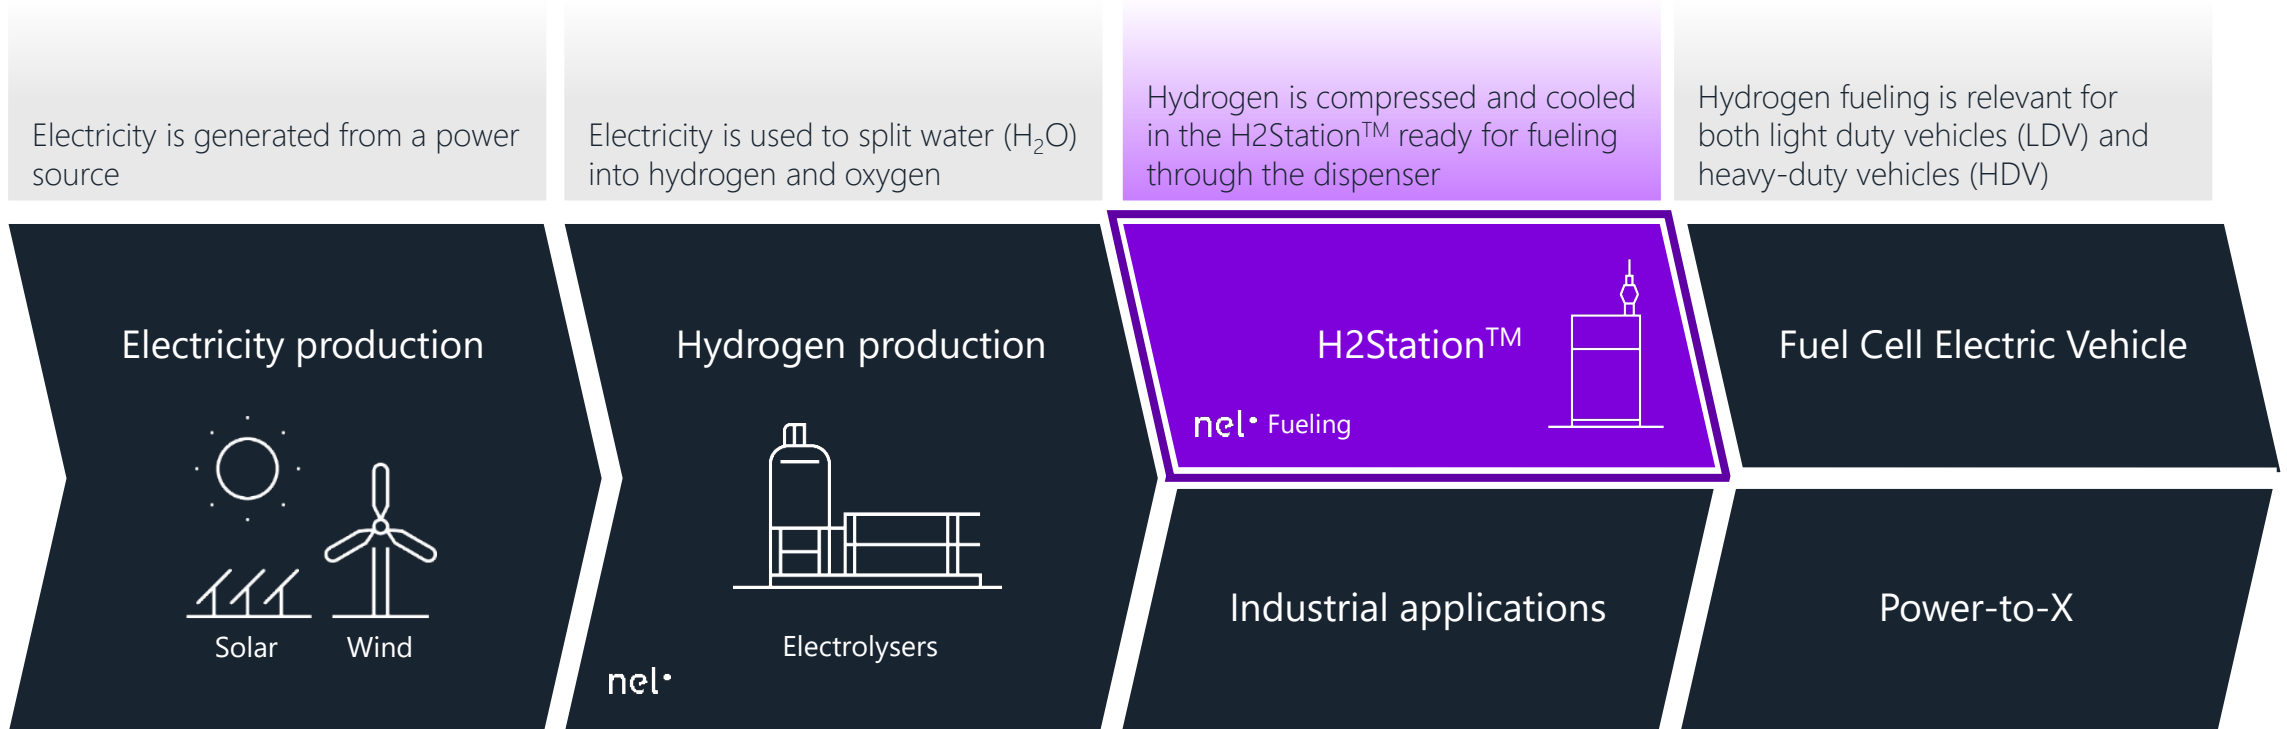 Electricity is generated from a power
source
Electricity is used to split water (H₂O)
into hydrogen and oxygen
Hydrogen is compressed and cooled
in the H2Station™ ready for fueling
through the dispenser
Hydrogen fueling is relevant for
both light duty vehicles (LDV) and
heavy-duty vehicles (HDV)
Electricity production
Solar
Wind
Hydrogen production
Electrolysers
nel•
H2Station™
nel• Fueling
Fuel Cell Electric Vehicle
Industrial applications
Power-to-X